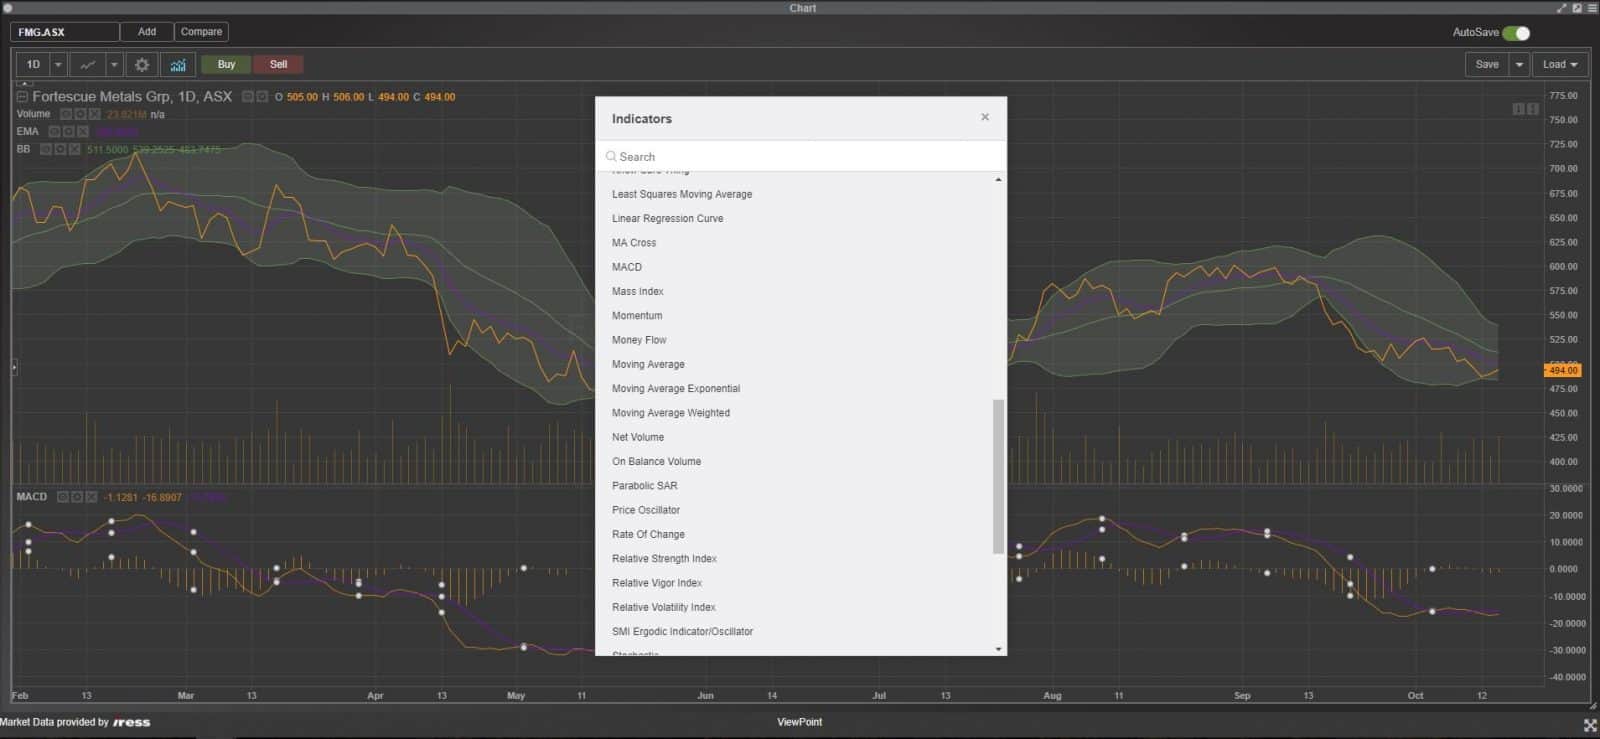 Chart
FMG.ASX Add Compare AutoSave
1D Buy Sell Save Load
Fortescue Metals Grp, 1D, ASX O 505.00 H 506.00 L 494.00 C 494.00
Volume 23.821M n/a
EMA
BB 511.5000 539.2525 483.7475
Indicators
Search
Least Squares Moving Average
Linear Regression Curve
MA Cross
MACD
Mass Index
Momentum
Money Flow
Moving Average
Moving Average Exponential
Moving Average Weighted
Net Volume
On Balance Volume
Parabolic SAR
Price Oscillator
Rate Of Change
Relative Strength Index
Relative Vigor Index
Relative Volatility Index
SMI Ergodic Indicator/Oscillator
Stochastic
775.00
750.00
725.00
700.00
675.00
650.00
625.00
600.00
575.00
550.00
525.00
500.00
494.00
475.00
450.00
425.00
400.00
MACD -1.1281 -16.8907
30.0000
20.0000
10.0000
0.0000
-10.0000
-20.0000
-30.0000
-40.0000
Feb 13 Mar 13 Apr 13 May 11 Jun 14 Jul 13 Aug 11 Sep 13 Oct 12
Market Data provided by iress ViewPoint